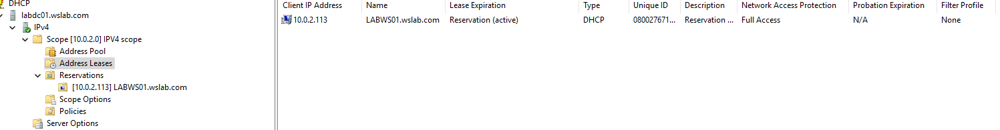 DHCP
labdc01.wslab.com
IPv4
Scope [10.0.2.0] IPV4 scope
Address Pool
Address Leases
Reservations
[10.0.2.113] LABWS01.wslab.com
Scope Options
Policies
Server Options
Client IP Address Name Lease Expiration Type Unique ID Description Network Access Protection Probation Expiration Filter Profile
10.0.2.113 LABWS01.wslab.com Reservation (active) DHCP 080027671... Reservation ... Full Access N/A None